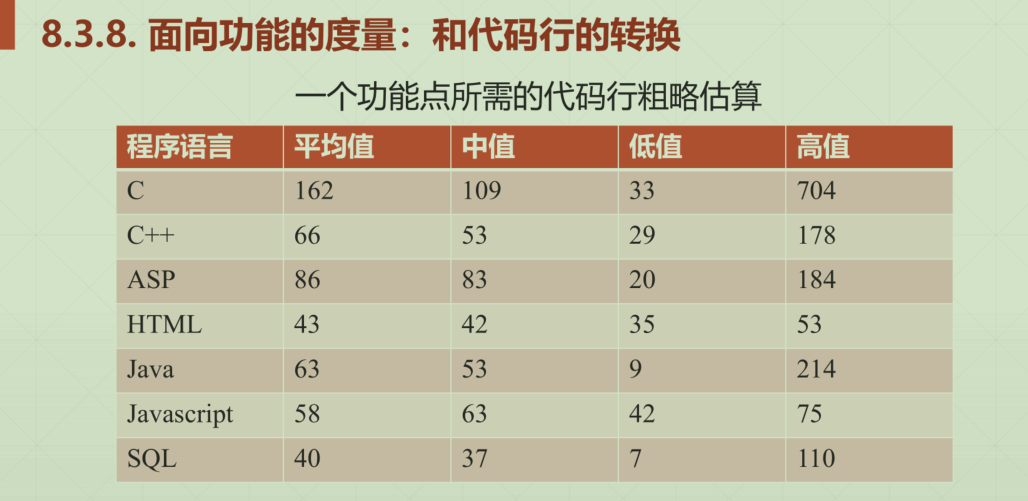 8.3.8. 面向功能的度量：和代码行的转换
一个功能点所需的代码行粗略估算
程序语言 平均值 中值 低值 高值
C 162 109 33 704
C++ 66 53 29 178
ASP 86 83 20 184
HTML 43 42 35 53
Java 63 53 9 214
Javascript 58 63 42 75
SQL 40 37 7 110